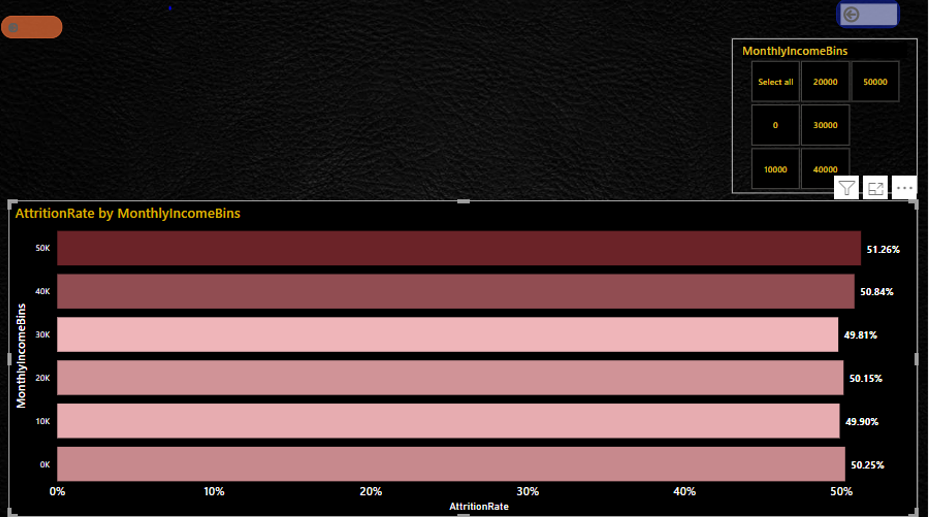 MonthlyIncomeBins
Select all 20000 50000
0 30000
10000 40000
AttritionRate by MonthlyIncomeBins
50K 51.26%
40K 50.84%
30K 49.81%
20K 50.15%
10K 49.90%
0K 50.25%
MonthlyIncomeBins
0% 10% 20% 30% 40% 50%
AttritionRate